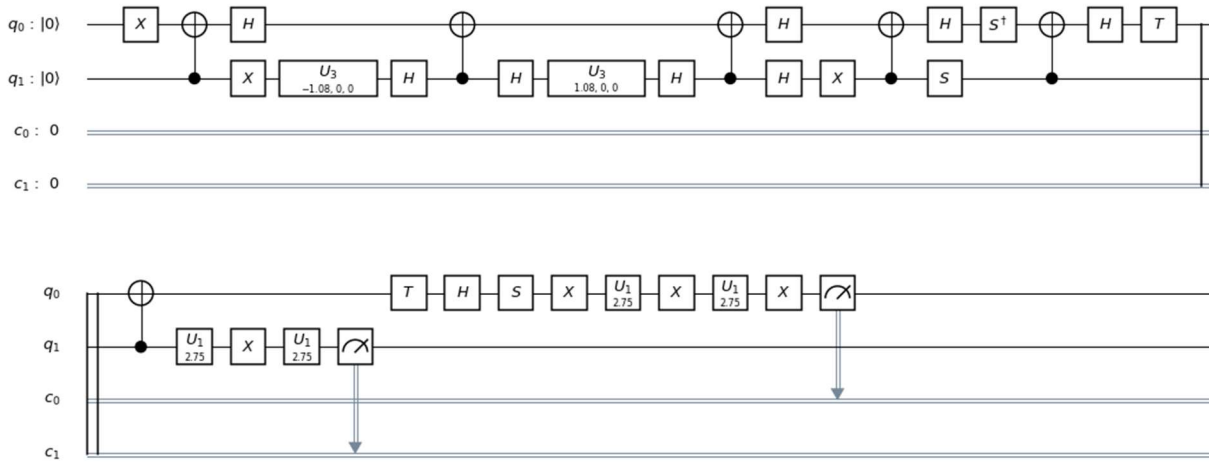 q₀ : |0⟩ X H H H S† H T
q₁ : |0⟩ X U₃ H H U₃ H H X S
−1.08, 0, 0 1.08, 0, 0
c₀ : 0
c₁ : 0
q₀ T H S X U₁ X U₁ X
2.75 2.75
q₁ U₁ X U₁
2.75 2.75
c₀
c₁